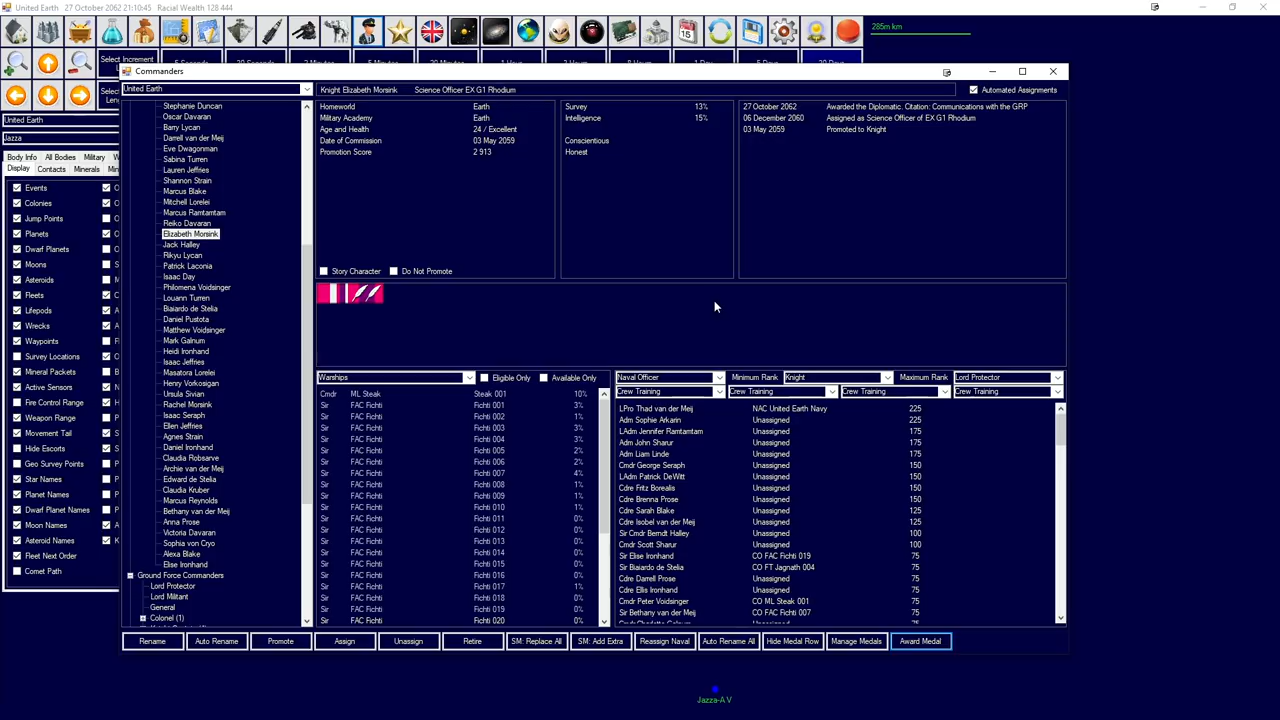 United Earth   27 October 2062 21:10:45   Racial Wealth 128 444
285m km
Select Increment
Select
United Earth
Jazza
Body Info   All Bodies   Military   W
Display   Contacts   Minerals   Min
Events
Colonies
Jump Points
Planets
Dwarf Planets
Moons
Asteroids
Fleets
Lifepods
Wrecks
Waypoints
Survey Locations
Mineral Packets
Active Sensors
Fire Control Range
Weapon Range
Movement Tail
Hide Escorts
Geo Survey Points
Star Names
Planet Names
Dwarf Planet Names
Moon Names
Asteroid Names
Fleet Next Order
Comet Path
Commanders
United Earth
Stephanie Duncan
Oscar Davaran
Barry Lycan
Darrell van der Meij
Eve Dwagonman
Sabina Turren
Lauren Jeffries
Shannon Strain
Marcus Blake
Mitchell Lorelei
Marcus Ramtamtam
Reiko Davaran
Elizabeth Morsink
Jack Halley
Rikyu Lycan
Patrick Laconia
Isaac Day
Philomena Voidsinger
Louann Turren
Biaiardo de Stelia
Daniel Pustota
Matthew Voidsinger
Mark Galnum
Heidi Ironhand
Isaac Jeffries
Masatora Lorelei
Henry Vorkosigan
Ursula Sivian
Rachel Morsink
Isaac Seraph
Ellen Jeffries
Agnes Strain
Daniel Ironhand
Claudia Robsarve
Archie van der Meij
Edward de Stelia
Claudia Kruber
Marcus Reynolds
Bethany van der Meij
Anna Prose
Victoria Davaran
Sophia von Cryo
Alexa Blake
Elise Ironhand
Ground Force Commanders
Lord Protector
Lord Militant
General
Colonel (1)
Knight Elizabeth Morsink   Science Officer EX G1 Rhodium
Automated Assignments
Homeworld   Earth
Military Academy   Earth
Age and Health   24 / Excellent
Date of Commission   03 May 2059
Promotion Score   2 913
Story Character   Do Not Promote
Survey   13%
Intelligence   15%
Conscientious
Honest
27 October 2062   Awarded the Diplomatic. Citation: Communications with the GRP
06 December 2060   Assigned as Science Officer of EX G1 Rhodium
03 May 2059   Promoted to Knight
Warships   Eligible Only   Available Only
Cmdr   ML Steak   Steak 001   10%
Sir   FAC Fichti   Fichti 001   3%
Sir   FAC Fichti   Fichti 002   1%
Sir   FAC Fichti   Fichti 003   3%
Sir   FAC Fichti   Fichti 004   3%
Sir   FAC Fichti   Fichti 005   2%
Sir   FAC Fichti   Fichti 006   2%
Sir   FAC Fichti   Fichti 007   4%
Sir   FAC Fichti   Fichti 008   1%
Sir   FAC Fichti   Fichti 009   1%
Sir   FAC Fichti   Fichti 010   1%
Sir   FAC Fichti   Fichti 011   0%
Sir   FAC Fichti   Fichti 012   0%
Sir   FAC Fichti   Fichti 013   0%
Sir   FAC Fichti   Fichti 014   0%
Sir   FAC Fichti   Fichti 015   0%
Sir   FAC Fichti   Fichti 016   0%
Sir   FAC Fichti   Fichti 017   1%
Sir   FAC Fichti   Fichti 018   0%
Sir   FAC Fichti   Fichti 019   0%
Sir   FAC Fichti   Fichti 020   0%
Naval Officer   Minimum Rank   Knight   Maximum Rank   Lord Protector
Crew Training   Crew Training   Crew Training   Crew Training
LPro Thad van der Meij   NAC United Earth Navy   225
Adm Sophie Arkarin   Unassigned   225
LAdm Jennifer Ramtamtam   Unassigned   175
Adm John Sharur   Unassigned   175
Adm Liam Linde   Unassigned   175
Cmdr George Seraph   Unassigned   150
LAdm Patrick DeWitt   Unassigned   150
Cdre Fritz Borealis   Unassigned   150
Cdre Brenna Prose   Unassigned   150
Cdre Sarah Blake   Unassigned   125
Cdre Isobel van der Meij   Unassigned   125
Sir Cmdr Berndt Halley   Unassigned   100
Cmdr Scott Sharur   Unassigned   100
Sir Elise Ironhand   CO FAC Fichti 019   75
Sir Biaiardo de Stelia   CO FT Jagnath 004   75
Cdre Darrell Prose   Unassigned   75
Cdre Ellis Ironhand   Unassigned   75
Cmdr Peter Voidsinger   CO ML Steak 001   75
Sir Bethany van der Meij   CO FAC Fichti 007   75
Rename   Auto Rename   Promote   Assign   Unassign   Retire   SM: Replace All   SM: Add Extra   Reassign Naval   Auto Rename All   Hide Medal Row   Manage Medals   Award Medal
Jazza-A V